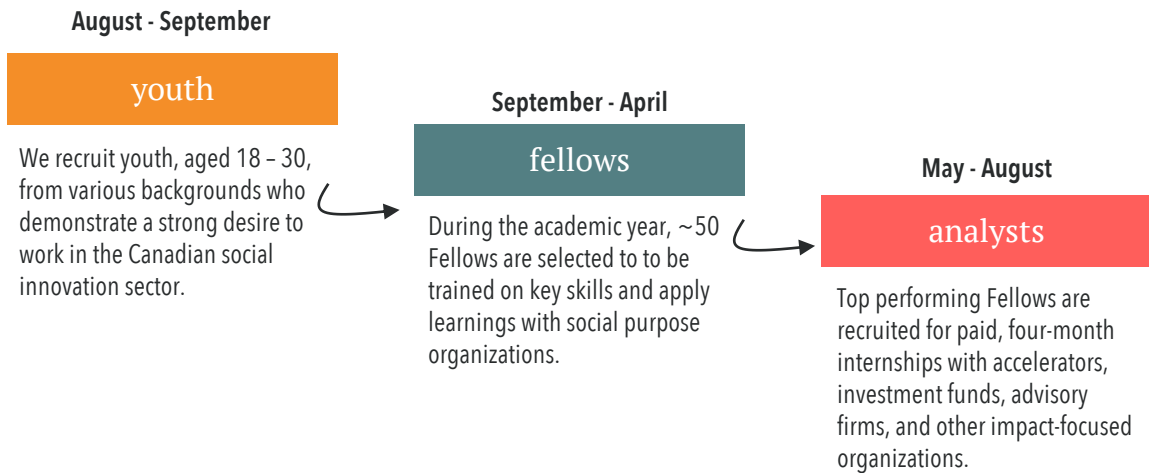 August - September
youth
We recruit youth, aged 18 – 30,
from various backgrounds who
demonstrate a strong desire to
work in the Canadian social
innovation sector.
September - April
fellows
During the academic year, ~50
Fellows are selected to to be
trained on key skills and apply
learnings with social purpose
organizations.
May - August
analysts
Top performing Fellows are
recruited for paid, four-month
internships with accelerators,
investment funds, advisory
firms, and other impact-focused
organizations.